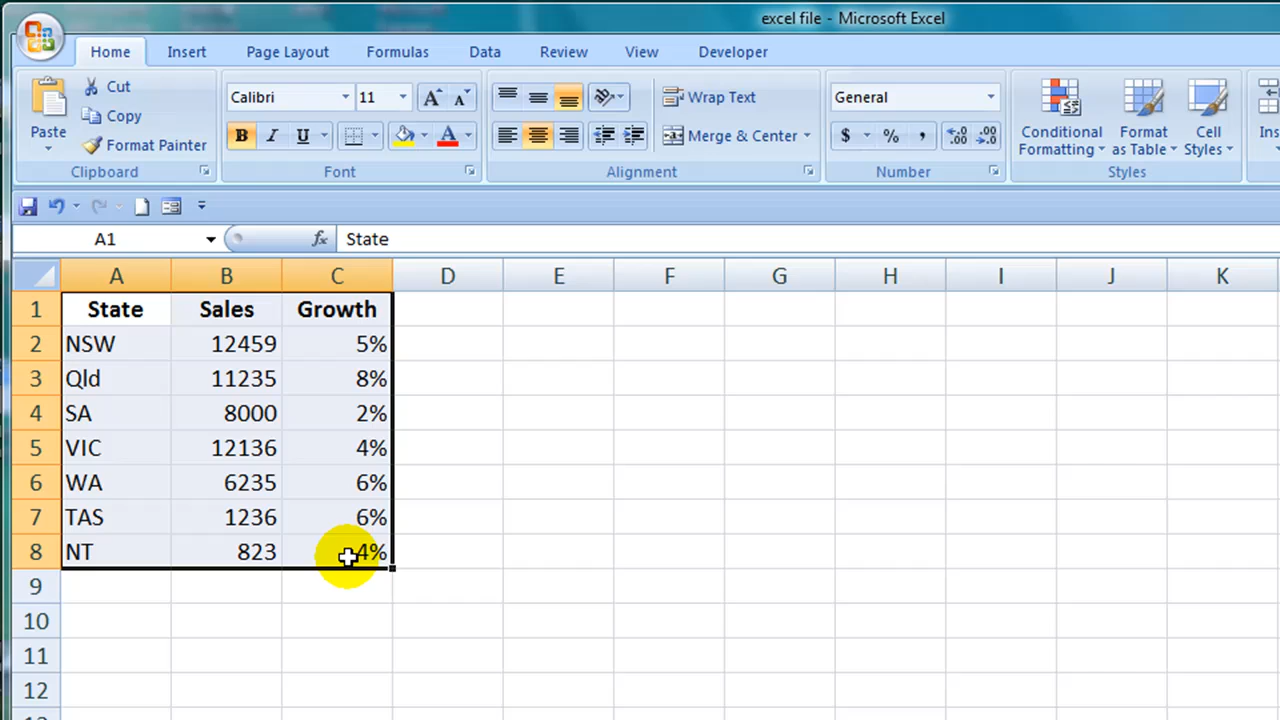 excel file - Microsoft Excel
Home Insert Page Layout Formulas Data Review View Developer
Paste
Cut
Copy
Format Painter
Clipboard
Calibri 11
B I U A
Font
Wrap Text
Merge & Center
Alignment
General
$ % ,
Number
Conditional Formatting
Format as Table
Cell Styles
Styles
Ins
A1 fx State
A B C D E F G H I J K
1 State Sales Growth
2 NSW 12459 5%
3 Qld 11235 8%
4 SA 8000 2%
5 VIC 12136 4%
6 WA 6235 6%
7 TAS 1236 6%
8 NT 823 4%
9
10
11
12